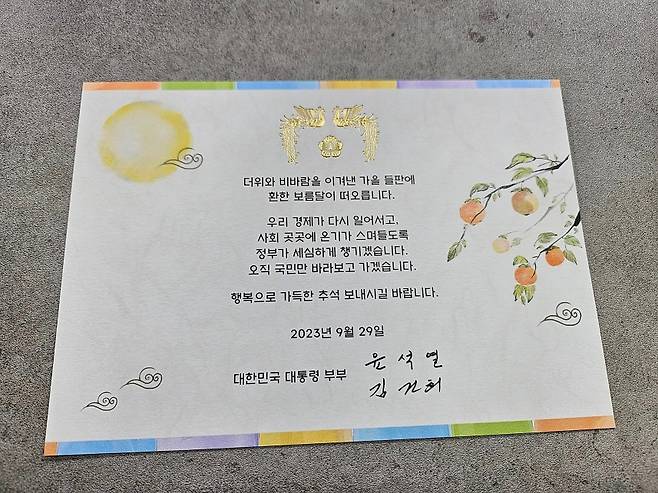 더위와 비바람을 이겨낸 가을 들판에
환한 보름달이 떠오릅니다.
우리 경제가 다시 일어서고,
사회 곳곳에 온기가 스며들도록
정부가 세심하게 챙기겠습니다.
오직 국민만 바라보고 가겠습니다.
행복으로 가득한 추석 보내시길 바랍니다.
2023년 9월 29일
대한민국 대통령 부부 윤석열
김건희